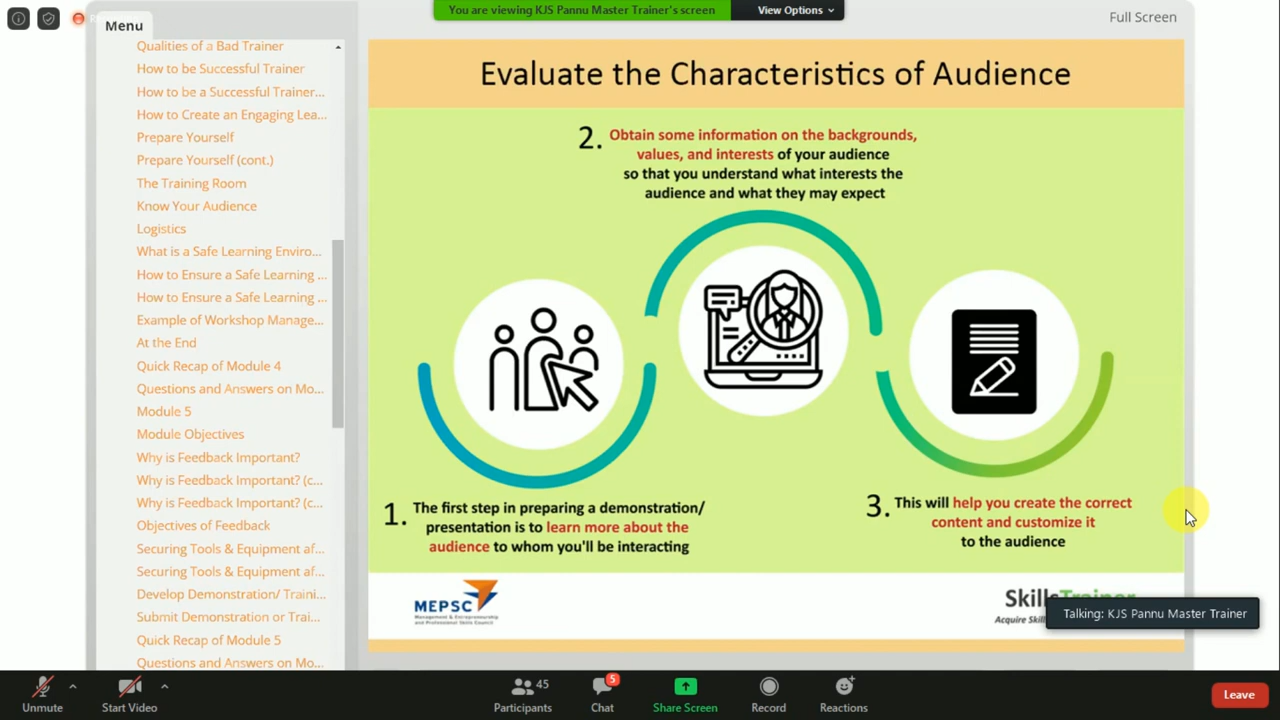 You are viewing KJS Pannu Master Trainer's screen
View Options
Full Screen
Menu
Qualities of a Bad Trainer
How to be Successful Trainer
How to be a Successful Trainer...
How to Create an Engaging Lea...
Prepare Yourself
Prepare Yourself (cont.)
The Training Room
Know Your Audience
Logistics
What is a Safe Learning Enviro...
How to Ensure a Safe Learning ...
How to Ensure a Safe Learning ...
Example of Workshop Manage...
At the End
Quick Recap of Module 4
Questions and Answers on Mo...
Module 5
Module Objectives
Why is Feedback Important?
Why is Feedback Important? (c...
Why is Feedback Important? (c...
Objectives of Feedback
Securing Tools & Equipment af...
Securing Tools & Equipment af...
Develop Demonstration/ Traini...
Submit Demonstration or Trai...
Quick Recap of Module 5
Questions and Answers on Mo...
Evaluate the Characteristics of Audience
2. Obtain some information on the backgrounds,
values, and interests of your audience
so that you understand what interests the
audience and what they may expect
1. The first step in preparing a demonstration/
presentation is to learn more about the
audience to whom you'll be interacting
3. This will help you create the correct
content and customize it
to the audience
MEPSC
Management & Entrepreneurship
and Professional Skills Council
Skills
Acquire Skil
Talking: KJS Pannu Master Trainer
Unmute
Start Video
45
Participants
5
Chat
Share Screen
Record
Reactions
Leave